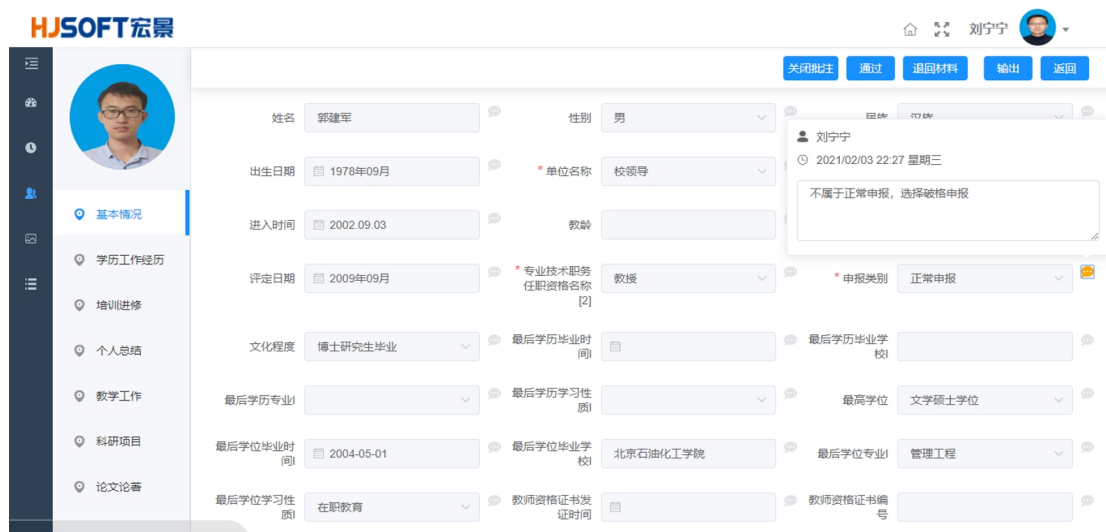 HJSOFT宏景
刘宁宁
关闭批注 通过 退回材料 输出 返回
姓名 郭建军 性别 男 民族 汉族
刘宁宁
2021/02/03 22:27 星期三
不属于正常申报，选择破格申报
出生日期 1978年09月 * 单位名称 校领导
基本情况
进入时间 2002.09.03 教龄
学历工作经历
评定日期 2009年09月 * 专业技术职务
任职资格名称
[2] 教授 * 申报类别 正常申报
培训进修
个人总结
文化程度 博士研究生毕业 最后学历毕业时
间I 最后学历毕业学
校I
教学工作
最后学历专业I 最后学历学习性
质I 最高学位 文学硕士学位
科研项目
最后学位毕业时
间I 2004-05-01 最后学位毕业学
校I 北京石油化工学院 最后学位专业I 管理工程
论文论著
最后学位学习性
质I 在职教育 教师资格证书发
证时间 教师资格证书编
号